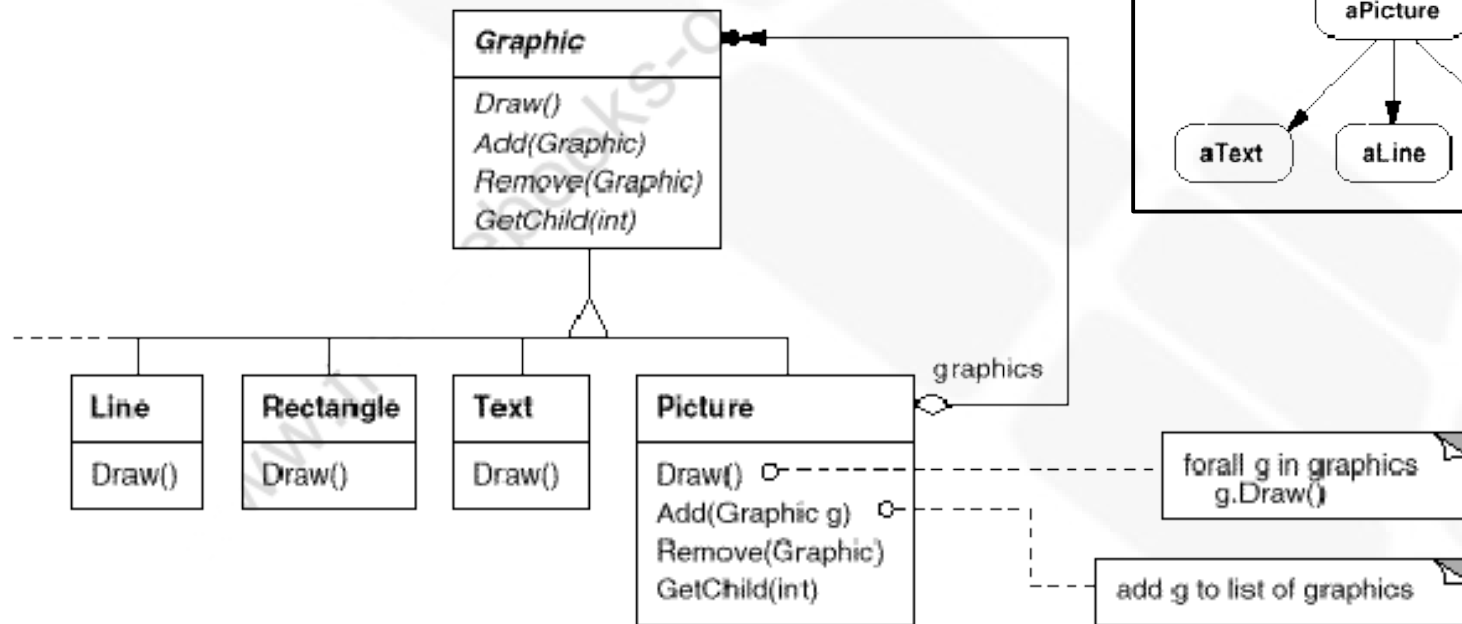 aPicture
aText
aLine
Graphic
Draw()
Add(Graphic)
Remove(Graphic)
GetChild(int)
graphics
Line
Draw()
Rectangle
Draw()
Text
Draw()
Picture
Draw()
Add(Graphic g)
Remove(Graphic)
GetChild(int)
forall g in graphics
g.Draw()
add g to list of graphics